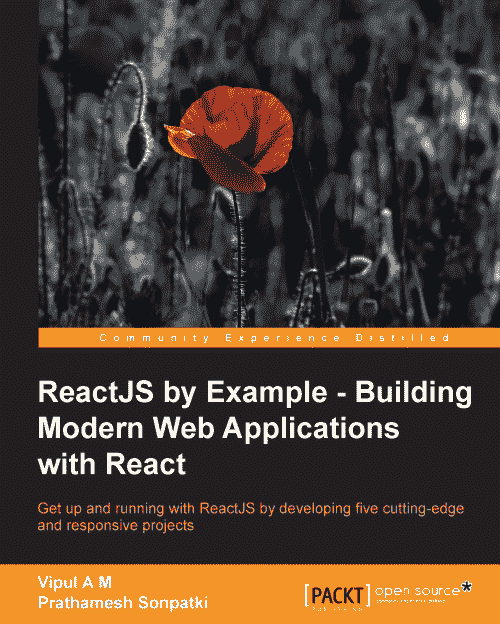 Community Experience Distilled
ReactJS by Example - Building
Modern Web Applications
with React
Get up and running with ReactJS by developing five cutting-edge
and responsive projects
Vipul A M
Prathamesh Sonpatki
[PACKT] open source*
PUBLISHING